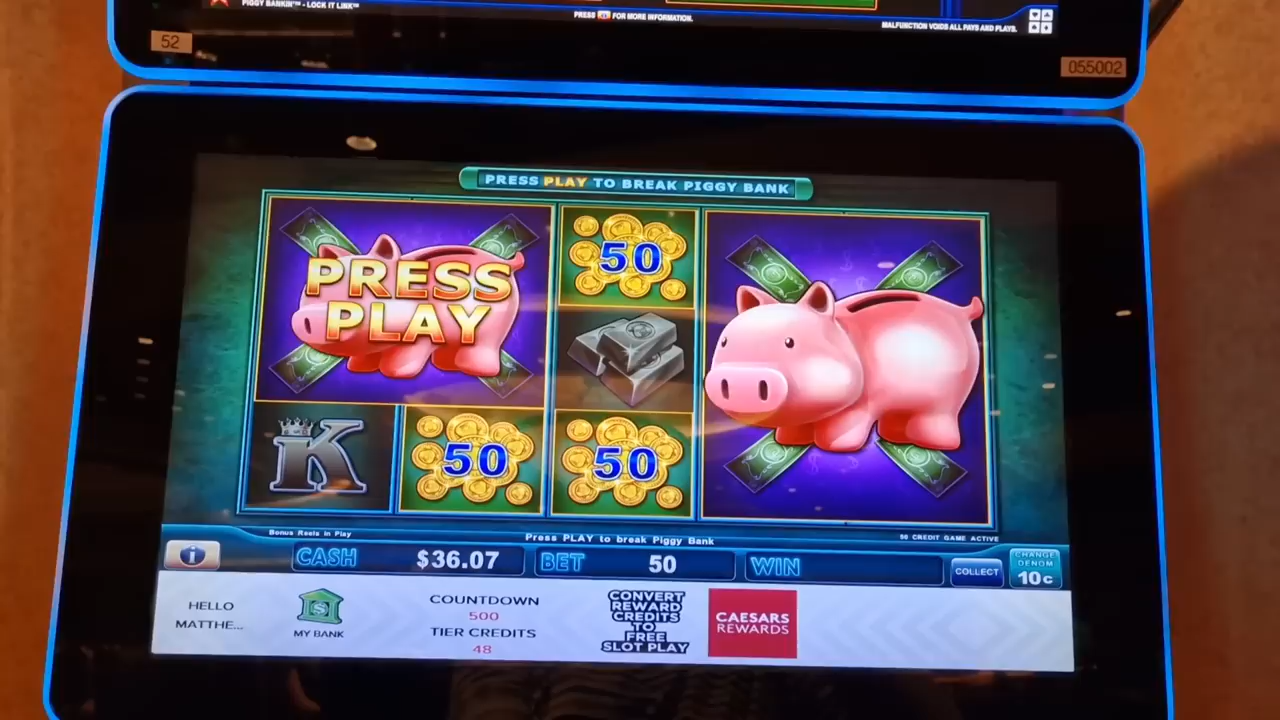 PIGGY BANKIN'™ - LOCK IT LINK™
PRESS FOR MORE INFORMATION.
MALFUNCTION VOIDS ALL PAYS AND PLAYS.
52
055002
PRESS PLAY TO BREAK PIGGY BANK
PRESS
PLAY
50
K
50
50
Bonus Reels in Play
Press PLAY to break Piggy Bank
50 CREDIT GAME ACTIVE
i
CASH $36.07
BET 50
WIN
COLLECT
CHANGE
DENOM
10¢
HELLO
MATTHE...
$
MY BANK
COUNTDOWN
500
TIER CREDITS
48
CONVERT
REWARD
CREDITS
TO
FREE
SLOT PLAY
CAESARS
REWARDS